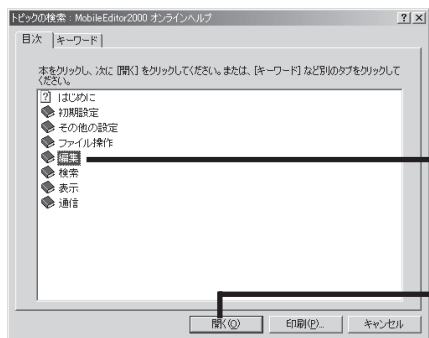 トピックの検索 : MobileEditor2000 オンラインヘルプ
目次 キーワード
本をクリックし、次に [開く] をクリックしてください。または、[キーワード] など別のタブをクリックして
ください。
はじめに
初期設定
その他の設定
ファイル操作
編集
検索
表示
通信
開く(O) 印刷(P)... キャンセル